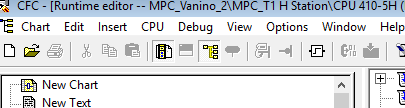 CFC - [Runtime editor -- MPC_Vanino_2\MPC_T1 H Station\CPU 410-5H (
Chart Edit Insert CPU Debug View Options Window Help
New Chart
New Text